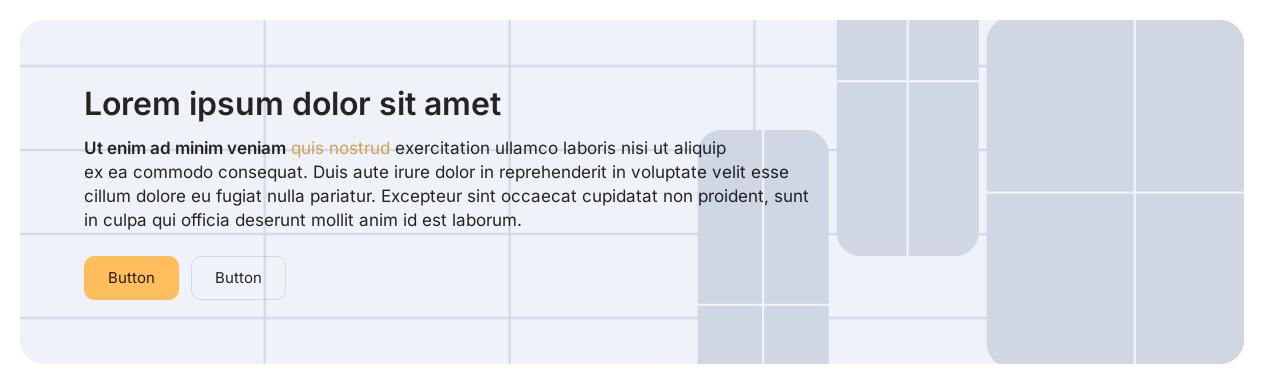 Lorem ipsum dolor sit amet
Ut enim ad minim veniam quis nostrud exercitation ullamco laboris nisi ut aliquip
ex ea commodo consequat. Duis aute irure dolor in reprehenderit in voluptate velit esse
cillum dolore eu fugiat nulla pariatur. Excepteur sint occaecat cupidatat non proident, sunt
in culpa qui officia deserunt mollit anim id est laborum.
Button Button